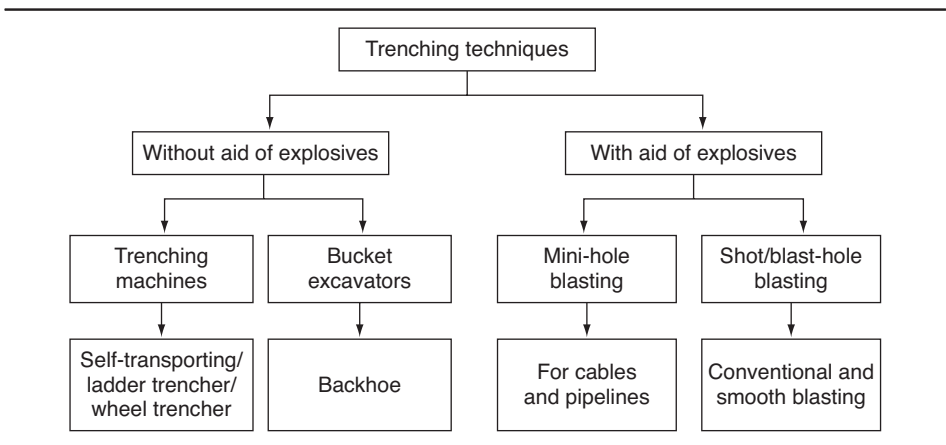 Trenching techniques
Without aid of explosives
With aid of explosives
Trenching
machines
Bucket
excavators
Mini-hole
blasting
Shot/blast-hole
blasting
Self-transporting/
ladder trencher/
wheel trencher
Backhoe
For cables
and pipelines
Conventional and
smooth blasting